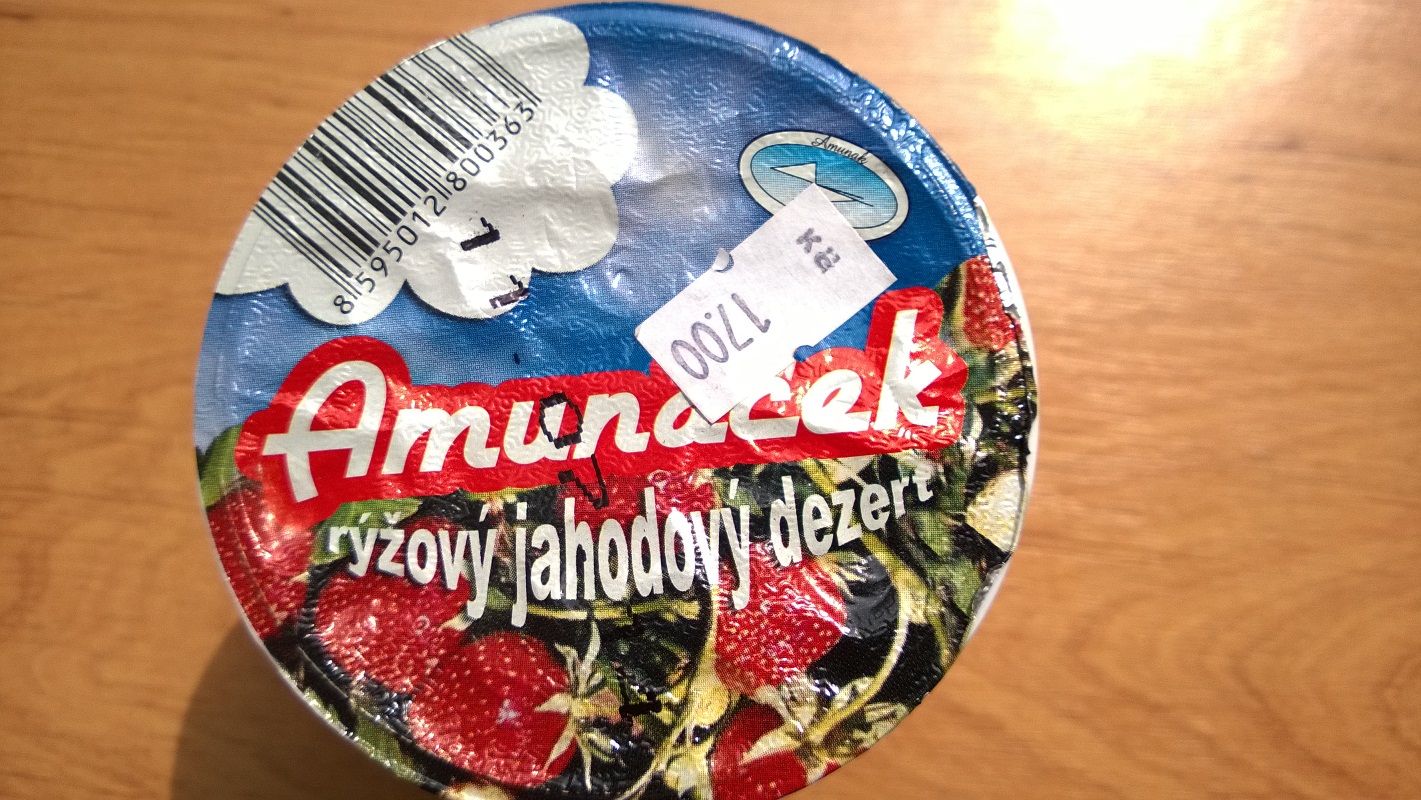 8 595012 800363
Amunak
Kč
17.00
Amunáček
rýžový jahodový dezert